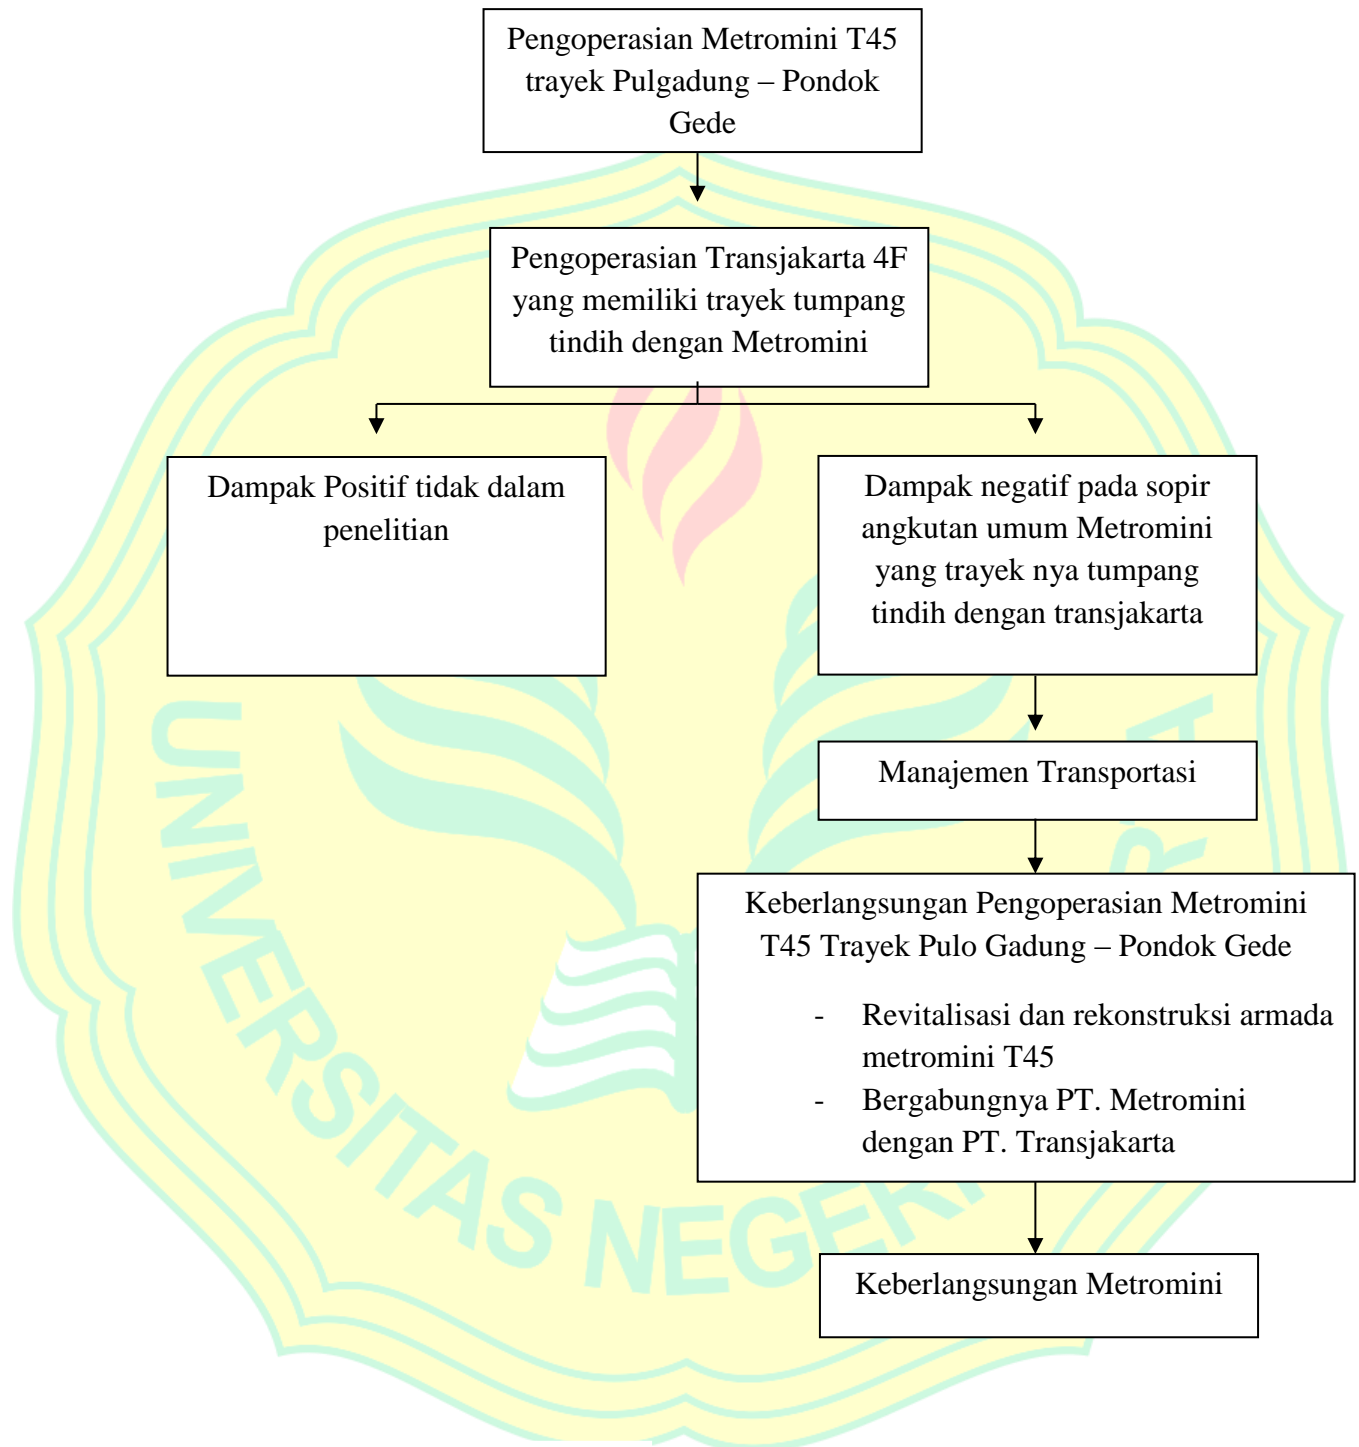 Pengoperasian Metromini T45
trayek Pulgadung – Pondok
Gede
Pengoperasian Transjakarta 4F
yang memiliki trayek tumpang
tindih dengan Metromini
Dampak Positif tidak dalam
penelitian
Dampak negatif pada sopir
angkutan umum Metromini
yang trayek nya tumpang
tindih dengan transjakarta
Manajemen Transportasi
Keberlangsungan Pengoperasian Metromini
T45 Trayek Pulo Gadung – Pondok Gede
- Revitalisasi dan rekonstruksi armada
metromini T45
- Bergabungnya PT. Metromini
dengan PT. Transjakarta
Keberlangsungan Metromini
UNIVERSITAS NEGERI